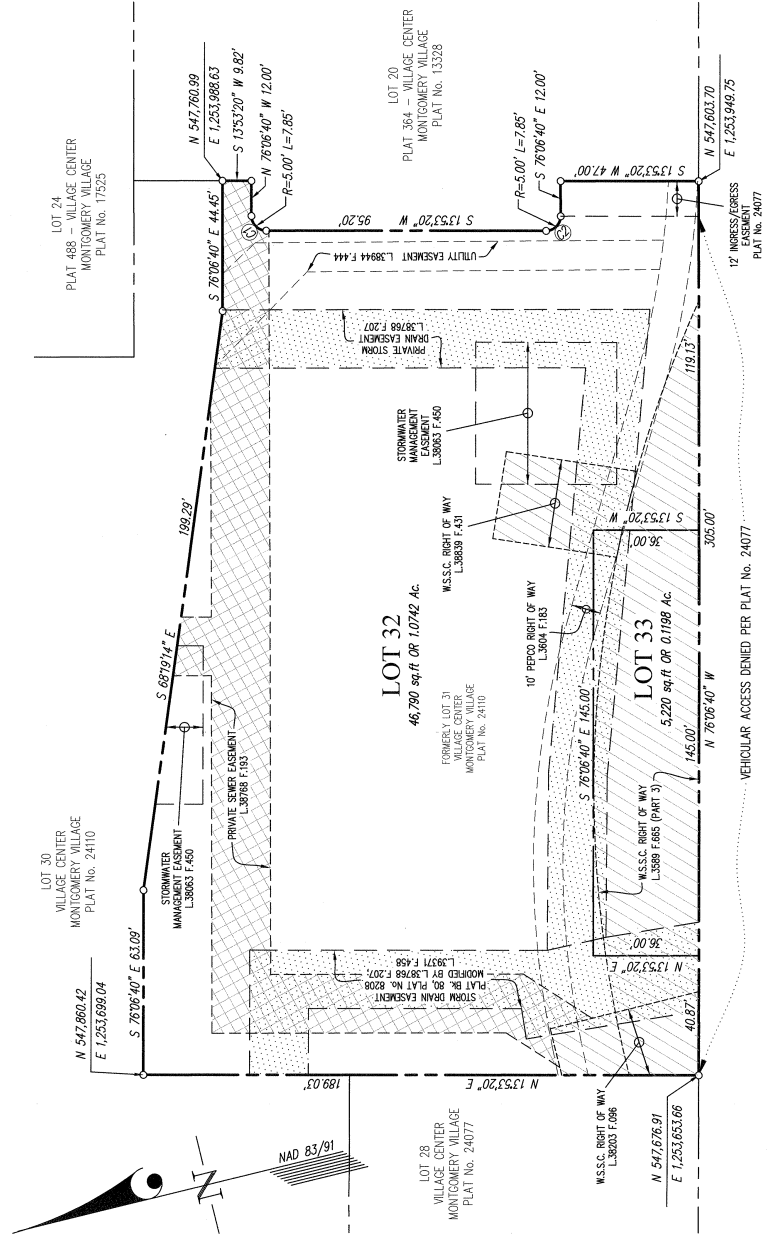 LOT 24
PLAT 488 – VILLAGE CENTER
MONTGOMERY VILLAGE
PLAT No. 17525
N 547,760.99
E 1,253,988.63
S 13°53'20" W 9.82'
N 76°06'40" W 12.00'
R=5.00' L=7.85'
C1
LOT 20
PLAT 364 – VILLAGE CENTER
MONTGOMERY VILLAGE
PLAT No. 13328
R=5.00' L=7.85'
S 76°06'40" E 12.00'
C2
S 13°53'20" W 47.00'
N 547,603.70
E 1,253,949.75
12' INGRESS/EGRESS
EASEMENT
PLAT No. 24077
S 76°06'40" E 44.45'
S 13°53'20" W 95.20'
UTILITY EASEMENT L.38944 F.444
PRIVATE STORM
DRAIN EASEMENT
L.38768 F.207
STORMWATER
MANAGEMENT
EASEMENT
L.38063 F.450
119.13'
199.29'
S 68°19'14" E
W.S.S.C. RIGHT OF WAY
L.38839 F.431
S 13°53'20" W
36.00'
305.00'
LOT 32
46,790 sq.ft OR 1.0742 Ac.
FORMERLY LOT 31
VILLAGE CENTER
MONTGOMERY VILLAGE
PLAT No. 24110
10' PEPCO RIGHT OF WAY
L.3604 F.183
S 76°06'40" E 145.00'
LOT 33
5,220 sq.ft OR 0.1198 Ac.
N 76°06'40" W
145.00'
VEHICULAR ACCESS DENIED PER PLAT No. 24077
W.S.S.C. RIGHT OF WAY
L.3589 F.665 (PART 3)
PRIVATE SEWER EASEMENT
L.38768 F.193
STORMWATER
MANAGEMENT EASEMENT
L.38063 F.450
LOT 30
VILLAGE CENTER
MONTGOMERY VILLAGE
PLAT No. 24110
S 76°06'40" E 63.09'
N 547,860.42
E 1,253,699.04
STORM DRAIN EASEMENT
PLAT Bk. 80, PLAT No. 8208
MODIFIED BY L.38768 F.207,
L.39371 F.458
36.00'
N 13°53'20" E
40.87'
189.03'
N 13°53'20" E
W.S.S.C. RIGHT OF WAY
L.38203 F.096
N 547,676.91
E 1,253,653.66
LOT 28
VILLAGE CENTER
MONTGOMERY VILLAGE
PLAT No. 24077
NAD 83/91
N